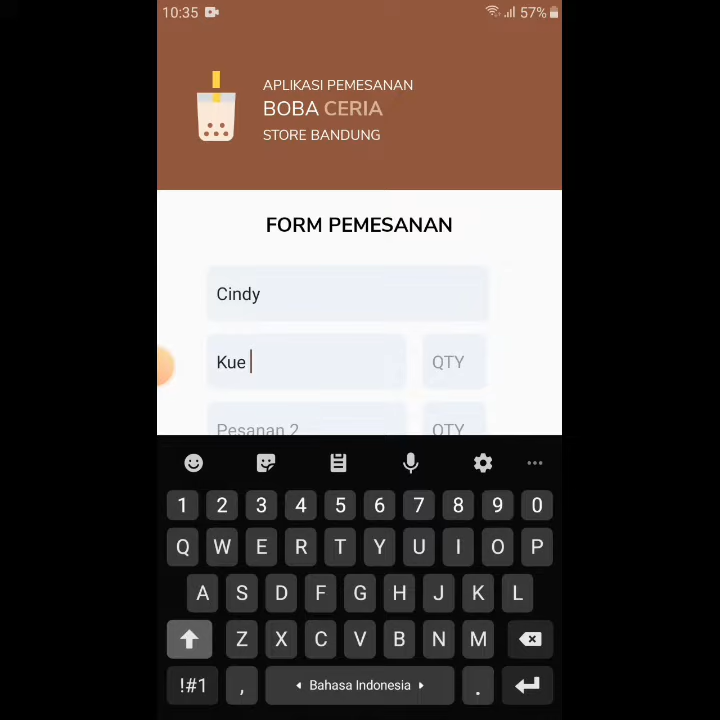 10:35 57%
APLIKASI PEMESANAN
BOBA CERIA
STORE BANDUNG
FORM PEMESANAN
Cindy
Kue QTY
Pesanan 2 QTY
1 2 3 4 5 6 7 8 9 0
Q W E R T Y U I O P
A S D F G H J K L
Z X C V B N M
!#1 , Bahasa Indonesia .